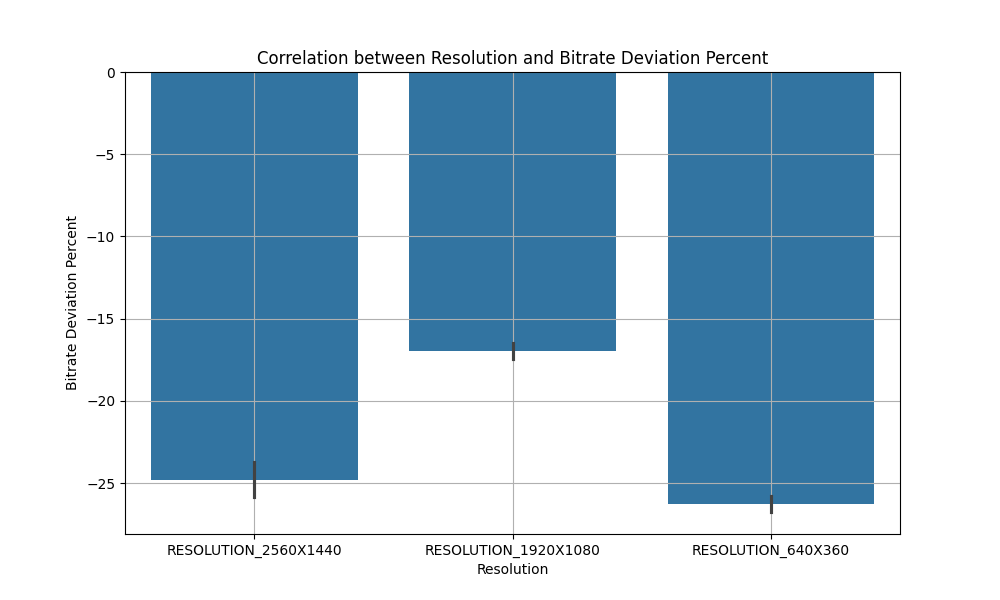 Correlation between Resolution and Bitrate Deviation Percent
0
−5
−10
−15
−20
−25
Bitrate Deviation Percent
RESOLUTION_2560X1440
RESOLUTION_1920X1080
RESOLUTION_640X360
Resolution